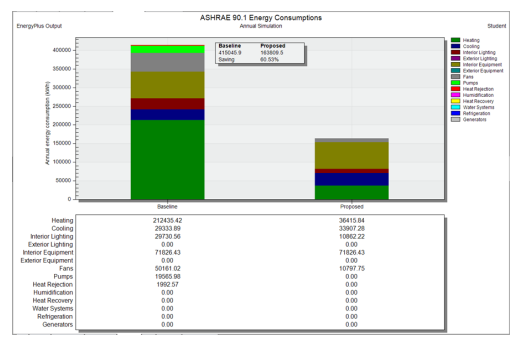 ASHRAE 90.1 Energy Consumptions
EnergyPlus Output
Annual Simulation
Student
Baseline Proposed
415045.9 163809.5
Saving 60.53%
Heating
Cooling
Interior Lighting
Exterior Lighting
Interior Equipment
Exterior Equipment
Fans
Pumps
Heat Rejection
Humidification
Heat Recovery
Water Systems
Refrigeration
Generators
Annual energy consumption (kWh)
400000
350000
300000
250000
200000
150000
100000
50000
0
Baseline Proposed
Heating 212435.42 36415.84
Cooling 29333.89 33907.28
Interior Lighting 29730.56 10862.22
Exterior Lighting 0.00 0.00
Interior Equipment 71826.43 71826.43
Exterior Equipment 0.00 0.00
Fans 50161.02 10797.75
Pumps 19565.98 0.00
Heat Rejection 1992.57 0.00
Humidification 0.00 0.00
Heat Recovery 0.00 0.00
Water Systems 0.00 0.00
Refrigeration 0.00 0.00
Generators 0.00 0.00